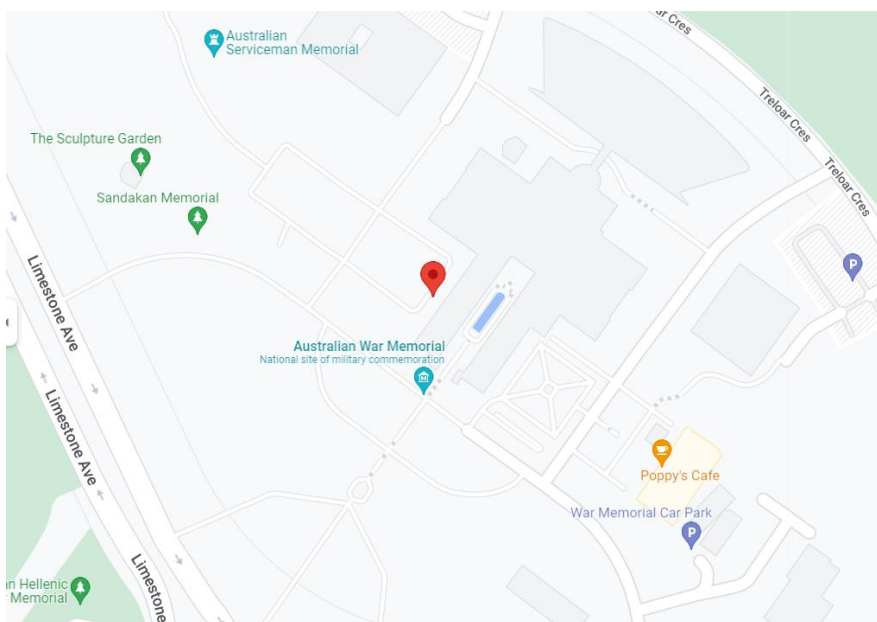 Cres
Australian
Serviceman Memorial
Treloar Cres
The Sculpture Garden
Treloar Cres
Sandakan Memorial
P
Limestone Ave
Australian War Memorial
National site of military commemoration
Limestone Ave
Poppy's Cafe
War Memorial Car Park
P
Limestone
n Hellenic
Memorial